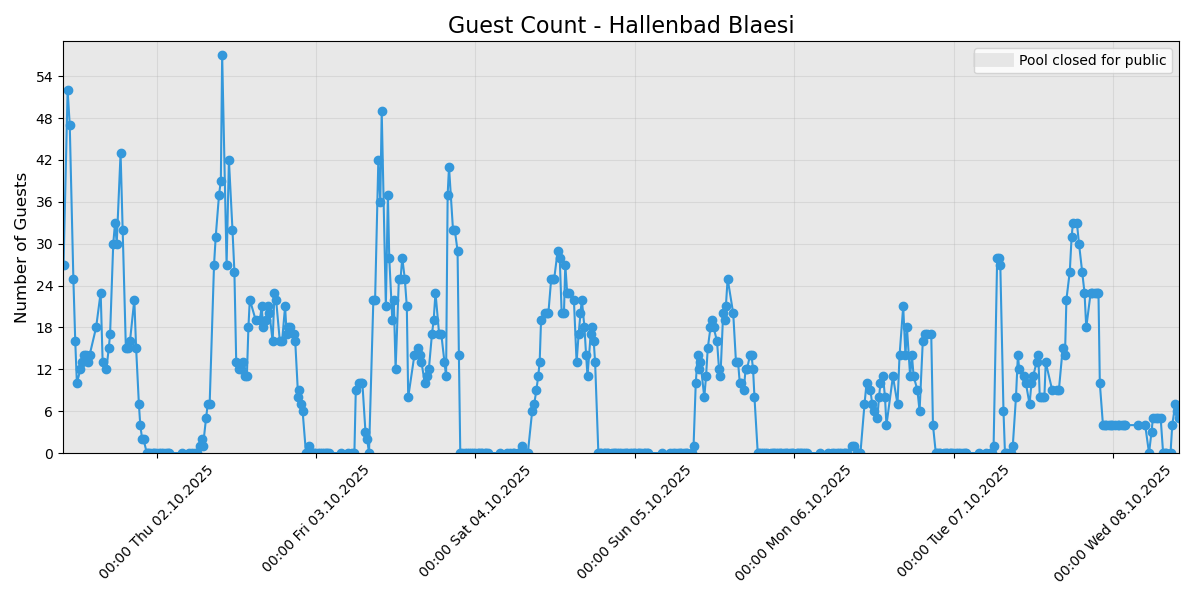 Guest Count - Hallenbad Blaesi
Pool closed for public
Number of Guests
54
48
42
36
30
24
18
12
6
0
00:00 Thu 02.10.2025
00:00 Fri 03.10.2025
00:00 Sat 04.10.2025
00:00 Sun 05.10.2025
00:00 Mon 06.10.2025
00:00 Tue 07.10.2025
00:00 Wed 08.10.2025